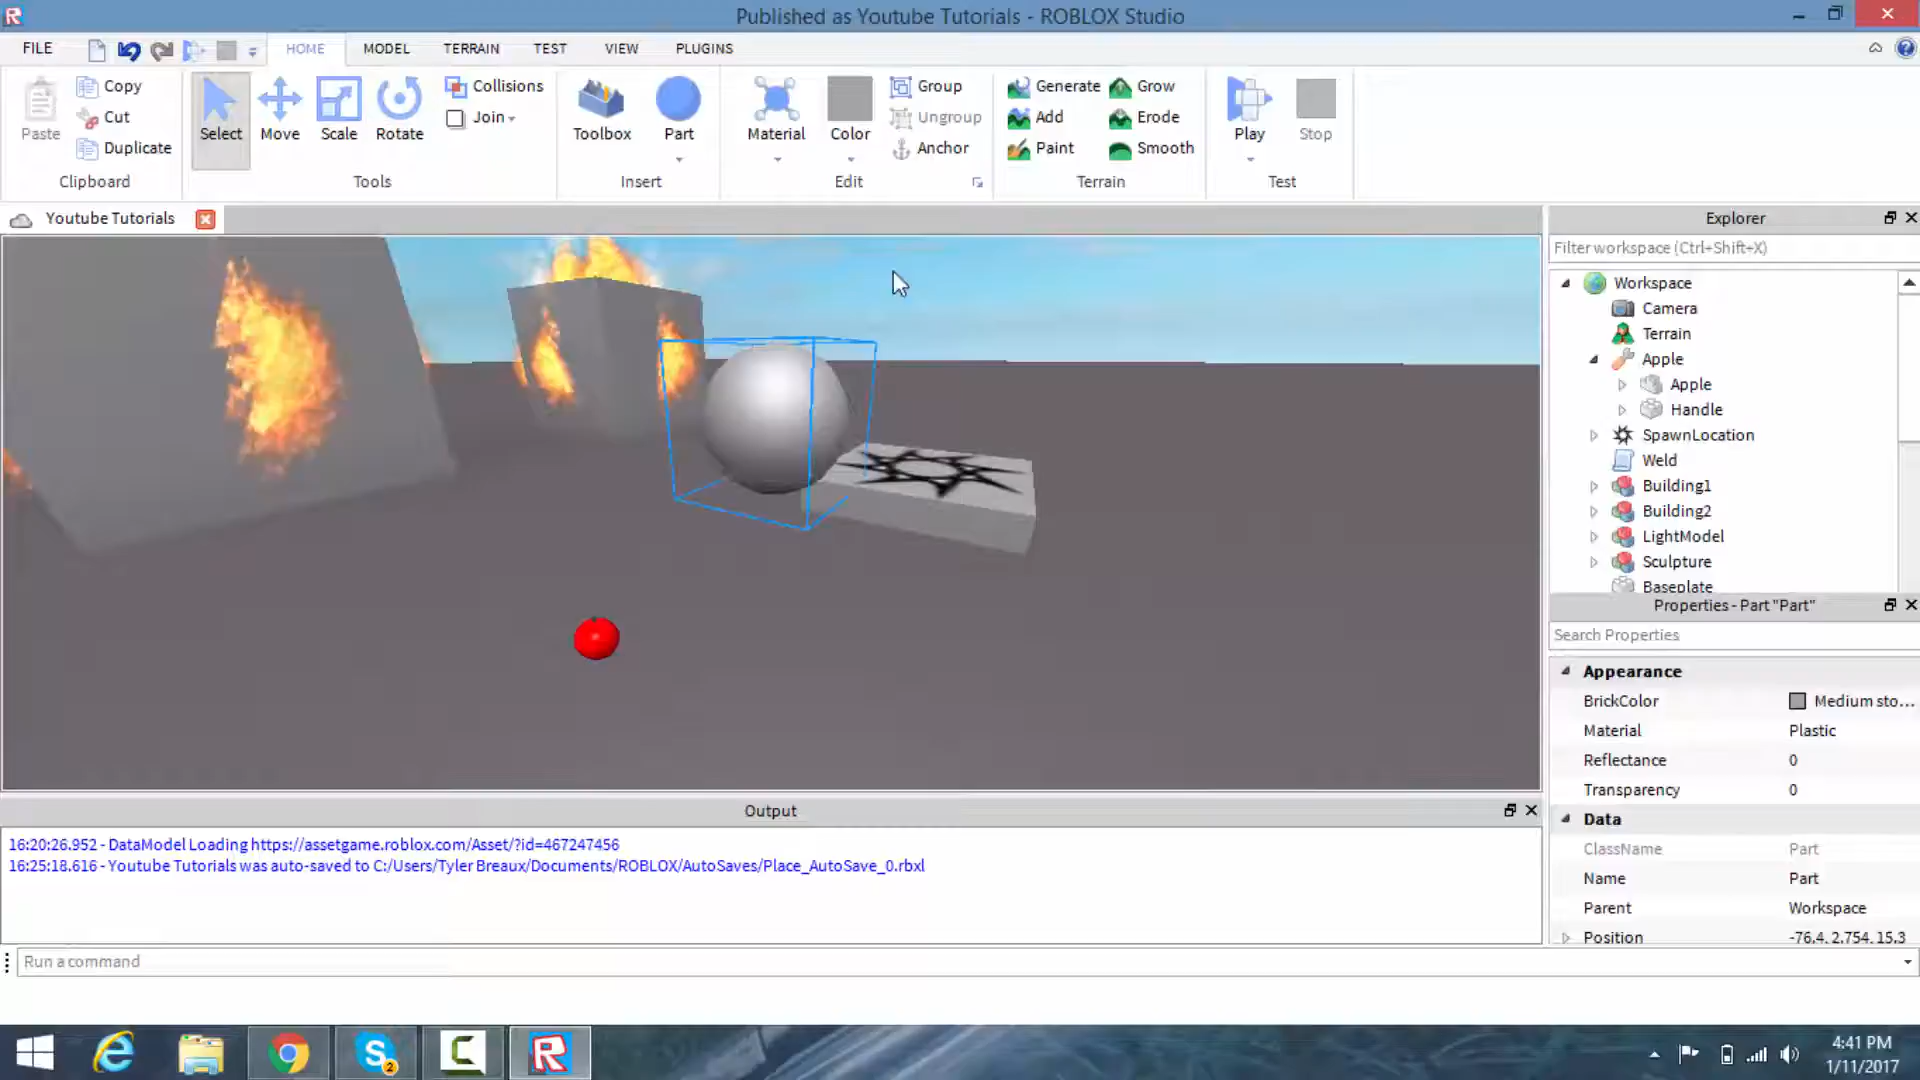 Published as Youtube Tutorials - ROBLOX Studio
FILE
HOME
MODEL
TERRAIN
TEST
VIEW
PLUGINS
Paste
Copy
Cut
Duplicate
Clipboard
Select
Move
Scale
Rotate
Collisions
Join
Tools
Toolbox
Part
Insert
Material
Color
Group
Ungroup
Anchor
Edit
Generate
Grow
Add
Erode
Paint
Smooth
Terrain
Play
Stop
Test
Youtube Tutorials
Explorer
Filter workspace (Ctrl+Shift+X)
Workspace
Camera
Terrain
Apple
Apple
Handle
SpawnLocation
Weld
Building1
Building2
LightModel
Sculpture
Baseplate
Properties - Part "Part"
Search Properties
Appearance
BrickColor Medium sto...
Material Plastic
Reflectance 0
Transparency 0
Data
ClassName Part
Name Part
Parent Workspace
Position -76.4, 2.754, 15.3
Output
16:20:26.952 - DataModel Loading https://assetgame.roblox.com/Asset/?id=467247456
16:25:18.616 - Youtube Tutorials was auto-saved to C:/Users/Tyler Breaux/Documents/ROBLOX/AutoSaves/Place_AutoSave_0.rbxl
Run a command
2
4:41 PM
1/11/2017